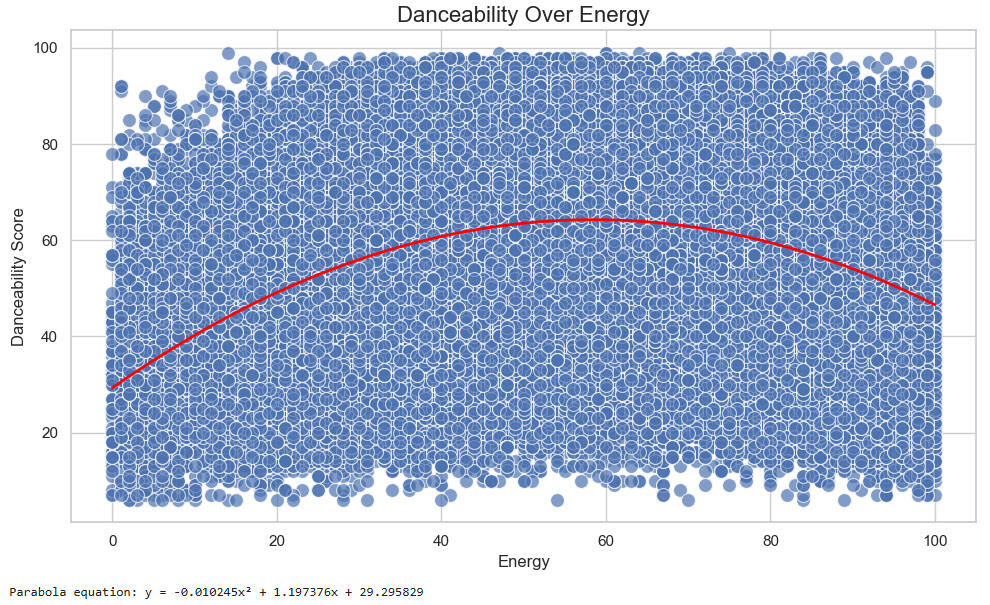 Danceability Over Energy
100
80
60
40
20
Danceability Score
0 20 40 60 80 100
Energy
Parabola equation: y = -0.010245x² + 1.197376x + 29.295829